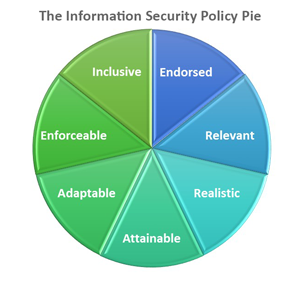 The Information Security Policy Pie
Inclusive
Endorsed
Enforceable
Relevant
Adaptable
Realistic
Attainable